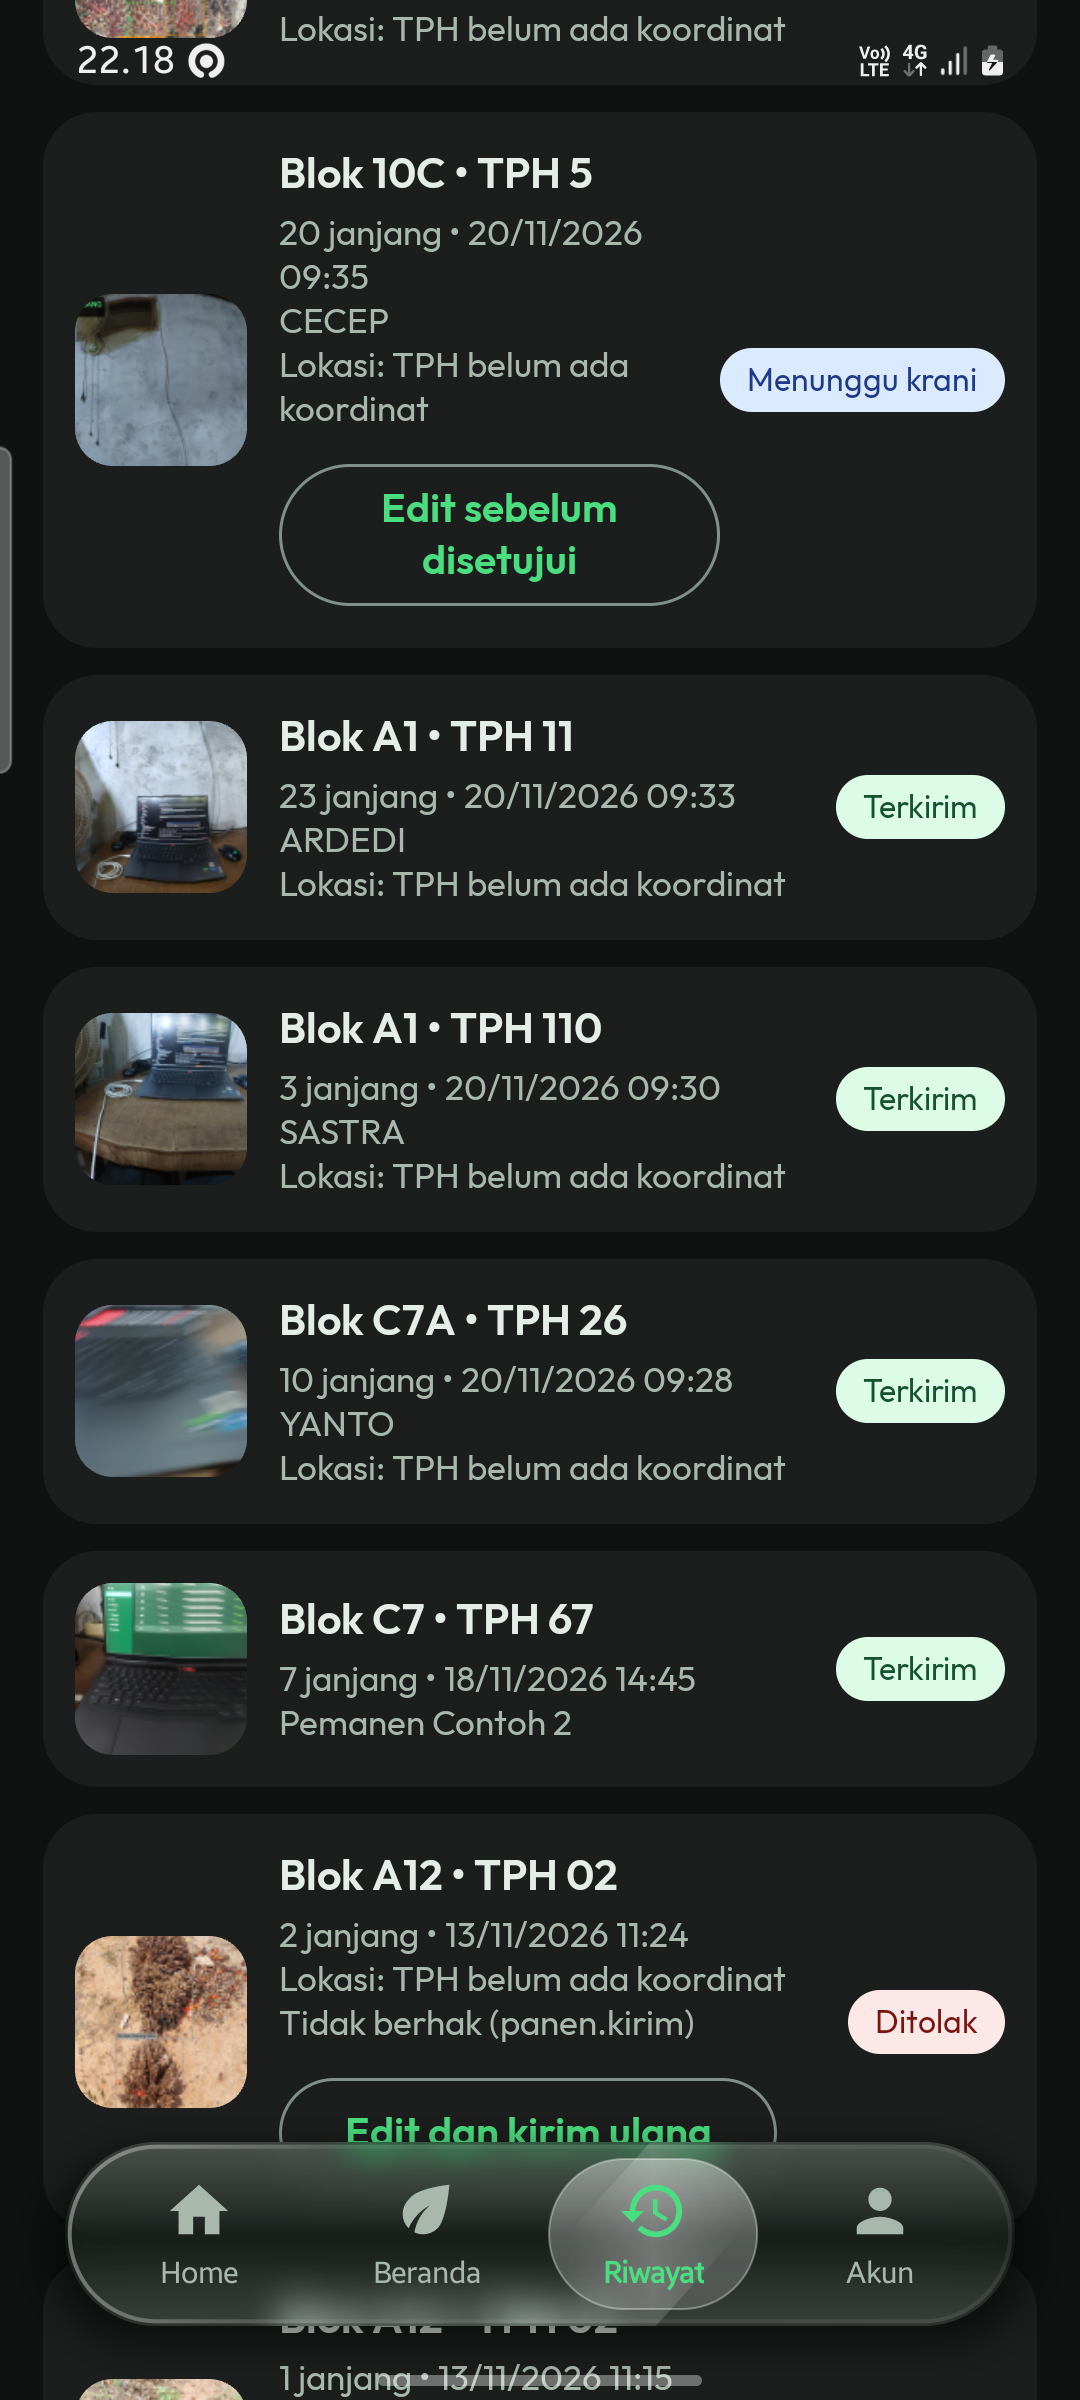 Lokasi: TPH belum ada koordinat
22.18
Vo)) LTE
4G
Blok 10C • TPH 5
20 janjang • 20/11/2026
09:35
CECEP
Lokasi: TPH belum ada
koordinat
Menunggu krani
Edit sebelum
disetujui
Blok A1 • TPH 11
23 janjang • 20/11/2026 09:33
ARDEDI
Lokasi: TPH belum ada koordinat
Terkirim
Blok A1 • TPH 110
3 janjang • 20/11/2026 09:30
SASTRA
Lokasi: TPH belum ada koordinat
Terkirim
Blok C7A • TPH 26
10 janjang • 20/11/2026 09:28
YANTO
Lokasi: TPH belum ada koordinat
Terkirim
Blok C7 • TPH 67
7 janjang • 18/11/2026 14:45
Pemanen Contoh 2
Terkirim
Blok A12 • TPH 02
2 janjang • 13/11/2026 11:24
Lokasi: TPH belum ada koordinat
Tidak berhak (panen.kirim)
Ditolak
Edit dan kirim ulang
Home
Beranda
Riwayat
Akun
Blok A12 • TPH 02
1 janjang • 13/11/2026 11:15